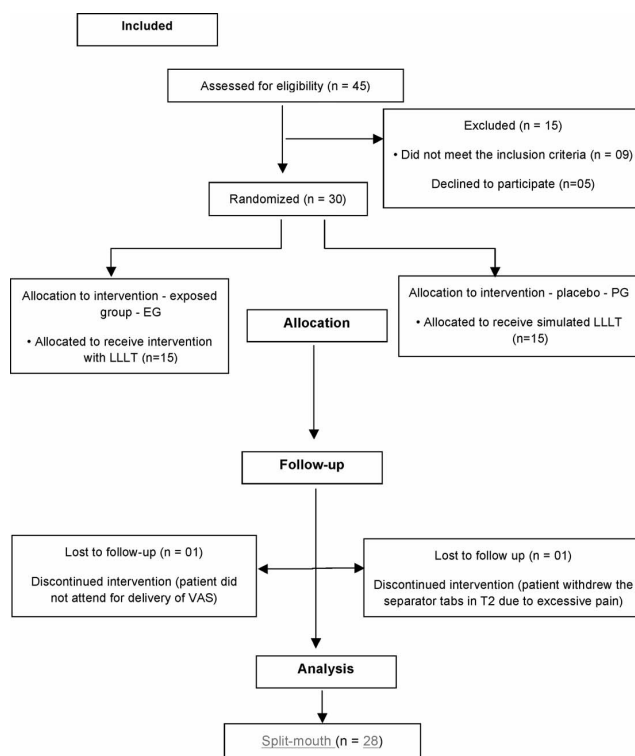 Included
Assessed for eligibility (n = 45)
Excluded (n = 15)
• Did not meet the inclusion criteria (n = 09)
Declined to participate (n=05)
Randomized (n = 30)
Allocation to intervention - exposed
group - EG
• Allocated to receive intervention
with LLLT (n=15)
Allocation to intervention - placebo - PG
• Allocated to receive simulated LLLT
(n=15)
Allocation
Follow-up
Lost to follow-up (n = 01)
Discontinued intervention (patient did
not attend for delivery of VAS)
Lost to follow up (n = 01)
Discontinued intervention (patient withdrew the
separator tabs in T2 due to excessive pain)
Analysis
Split-mouth (n = 28)